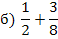 б) 1/2 + 3/8